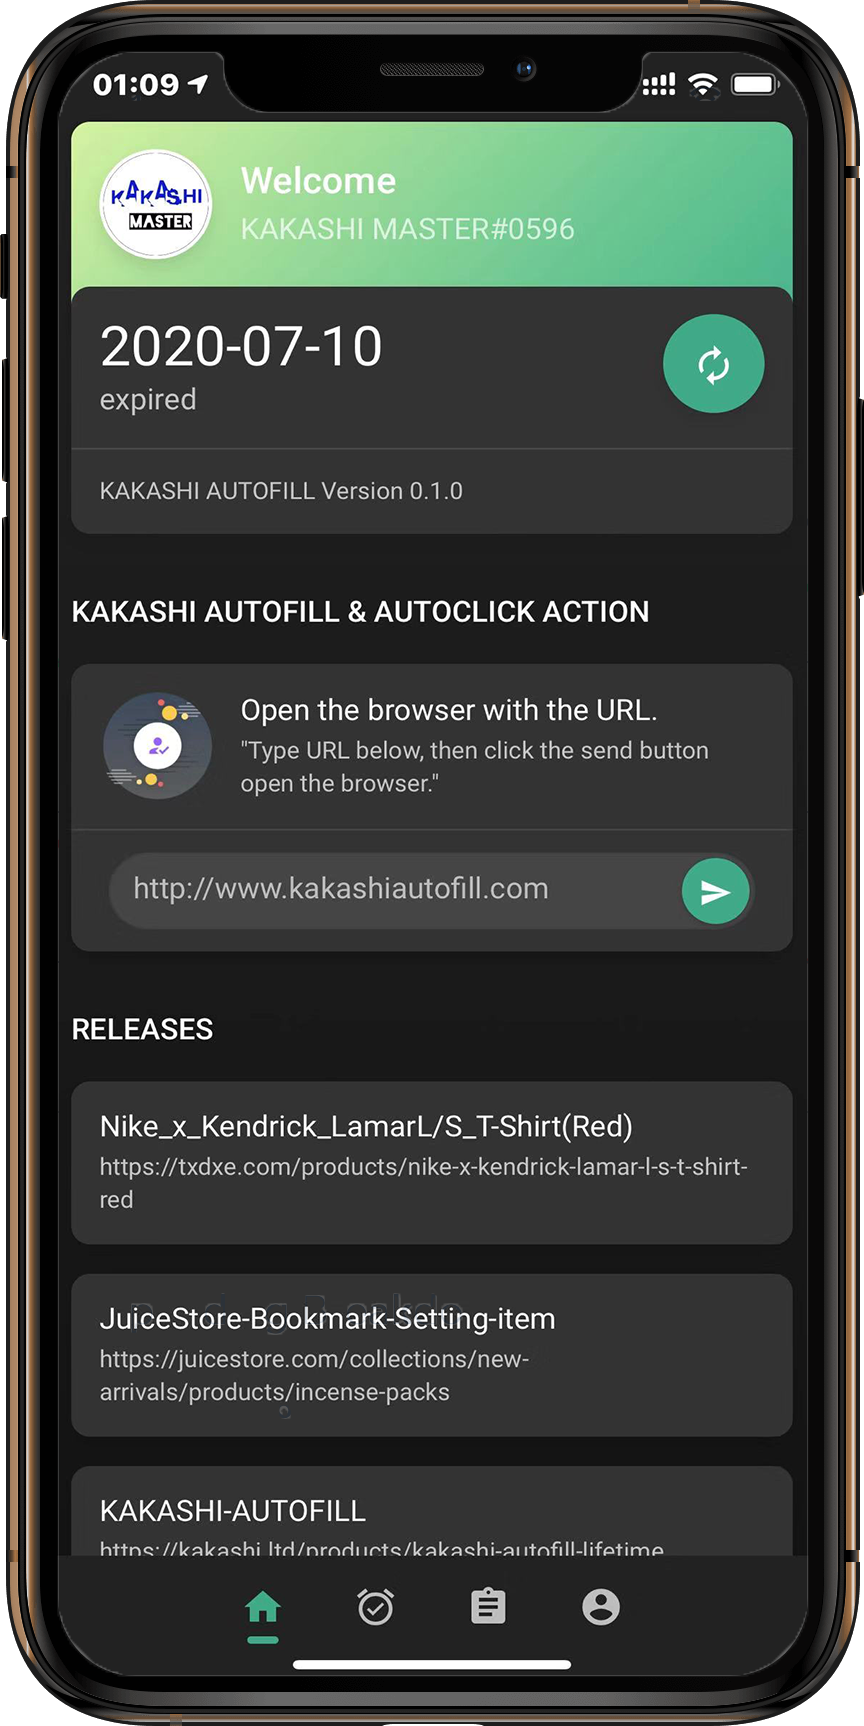 01:09
KAKASHI
MASTER
Welcome
KAKASHI MASTER#0596
2020-07-10
expired
KAKASHI AUTOFILL Version 0.1.0
KAKASHI AUTOFILL & AUTOCLICK ACTION
Open the browser with the URL.
"Type URL below, then click the send button
open the browser."
http://www.kakashiautofill.com
RELEASES
Nike_x_Kendrick_LamarL/S_T-Shirt(Red)
https://txdxe.com/products/nike-x-kendrick-lamar-l-s-t-shirt-
red
JuiceStore-Bookmark-Setting-item
https://juicestore.com/collections/new-
arrivals/products/incense-packs
KAKASHI-AUTOFILL
https://kakashi.ltd/products/kakashi-autofill-lifetime